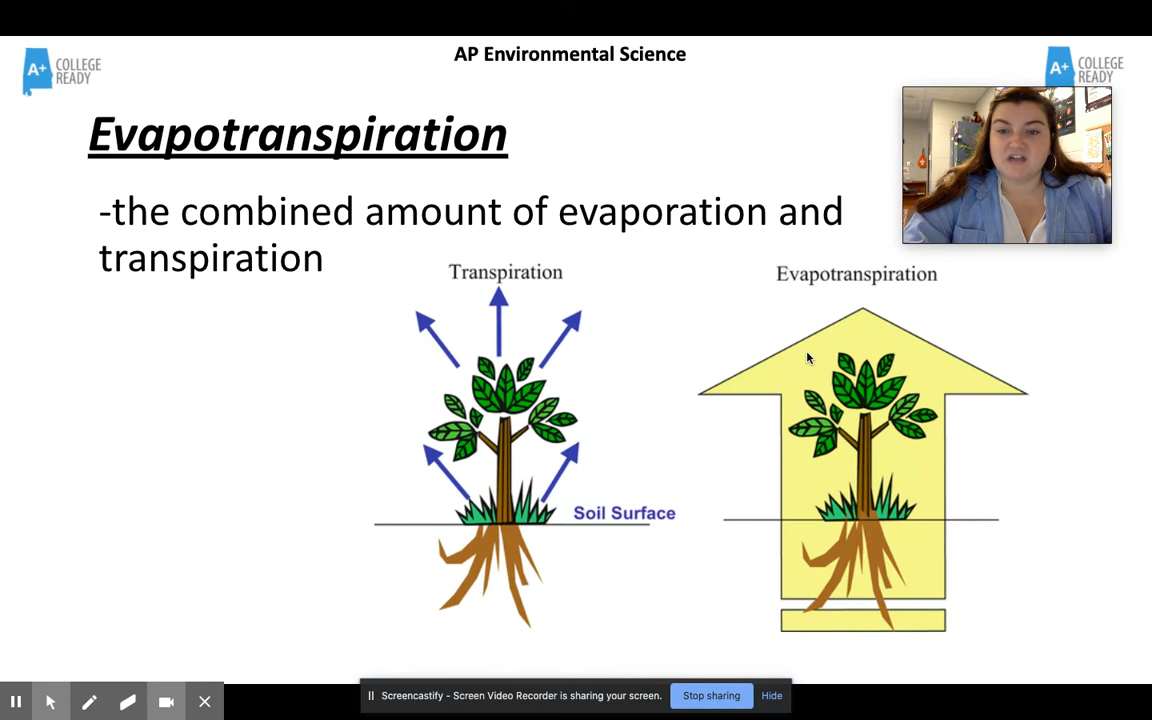 AP Environmental Science
A+ COLLEGE
READY
A+ COLLEGE
READY
Evapotranspiration
-the combined amount of evaporation and
transpiration
Transpiration
Evapotranspiration
Soil Surface
Screencastify - Screen Video Recorder is sharing your screen.
Stop sharing
Hide